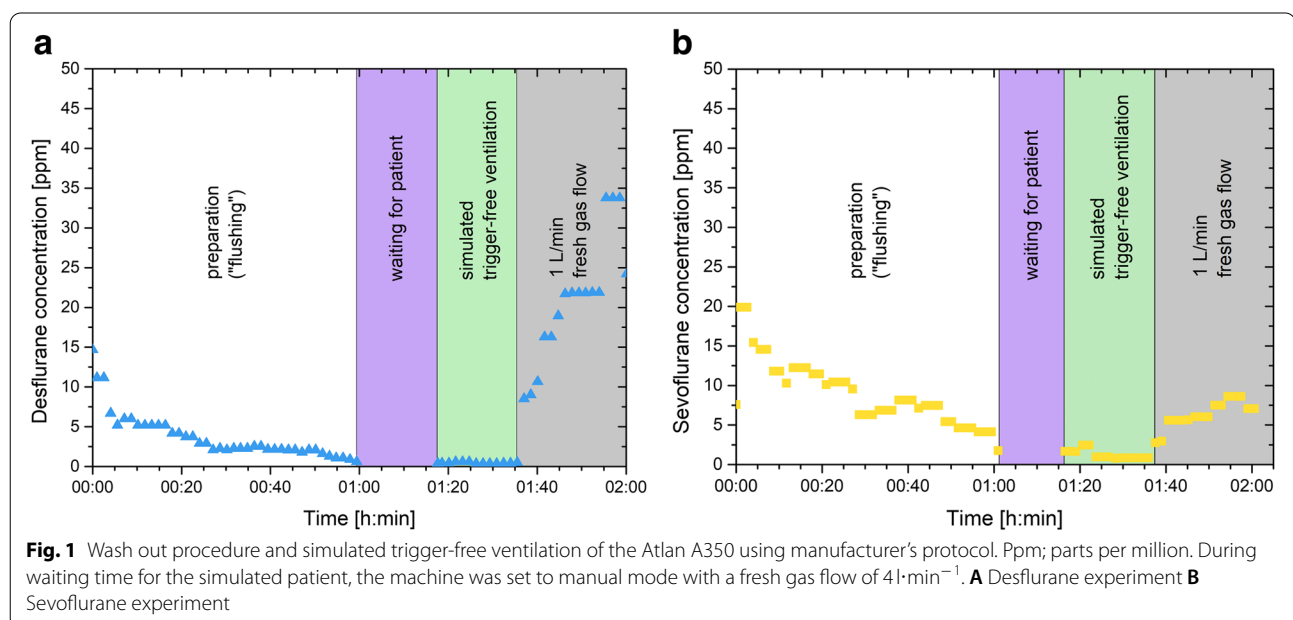 a
50
45
40
35
30
25
20
15
10
5
0
Desflurane concentration [ppm]
preparation
("flushing")
waiting for patient
simulated
trigger-free ventilation
1 L/min
fresh gas flow
00:00 00:20 00:40 01:00 01:20 01:40 02:00
Time [h:min]
b
50
45
40
35
30
25
20
15
10
5
0
Sevoflurane concentration [ppm]
preparation
("flushing")
waiting for patient
simulated
trigger-free ventilation
1 L/min
fresh gas flow
00:00 00:20 00:40 01:00 01:20 01:40 02:00
Time [h:min]
Fig. 1 Wash out procedure and simulated trigger-free ventilation of the Atlan A350 using manufacturer's protocol. Ppm; parts per million. During
waiting time for the simulated patient, the machine was set to manual mode with a fresh gas flow of 4 l·min⁻¹. A Desflurane experiment B
Sevoflurane experiment